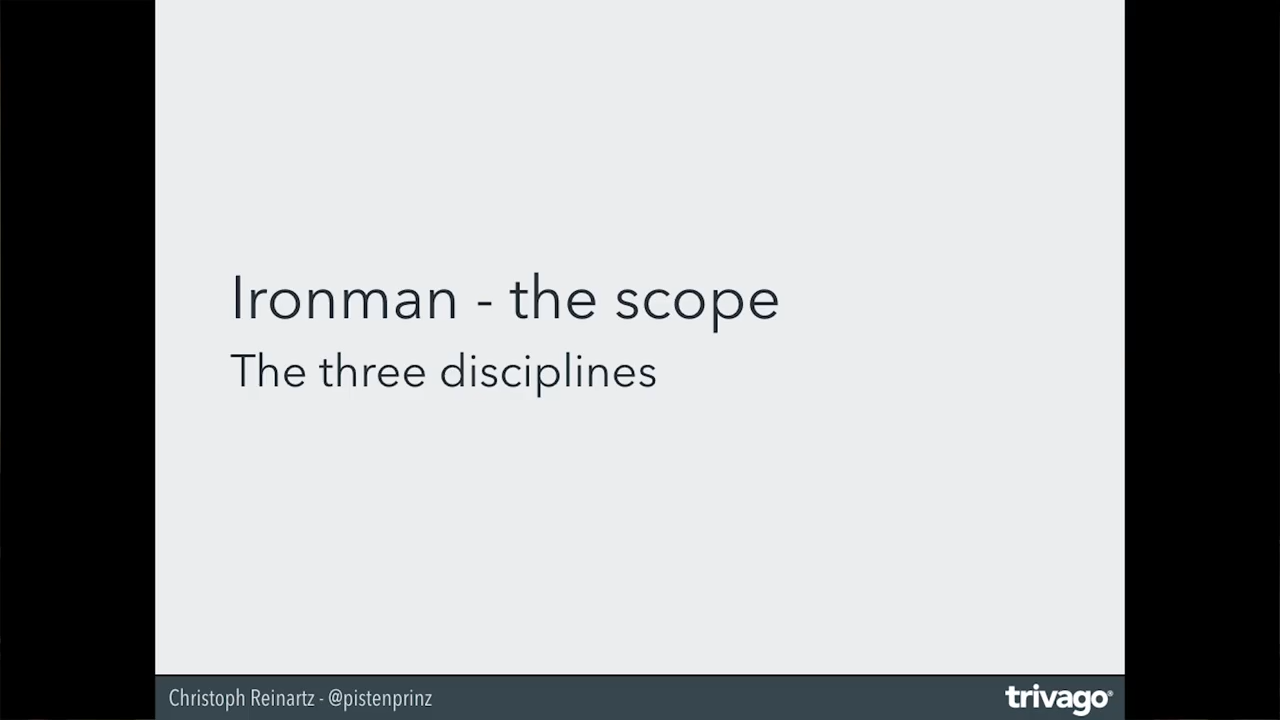 Ironman - the scope
The three disciplines
Christoph Reinartz - @pistenprinz
trivago®